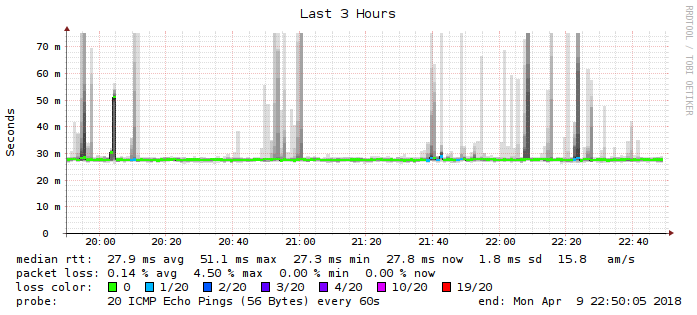 Last 3 Hours
RRDTOOL / TOBI OETIKER
Seconds
70 m
60 m
50 m
40 m
30 m
20 m
10 m
0
20:00 20:20 20:40 21:00 21:20 21:40 22:00 22:20 22:40
median rtt: 27.9 ms avg 51.1 ms max 27.3 ms min 27.8 ms now 1.8 ms sd 15.8 am/s
packet loss: 0.14 % avg 4.50 % max 0.00 % min 0.00 % now
loss color: 0 1/20 2/20 3/20 4/20 10/20 19/20
probe: 20 ICMP Echo Pings (56 Bytes) every 60s end: Mon Apr 9 22:50:05 2018